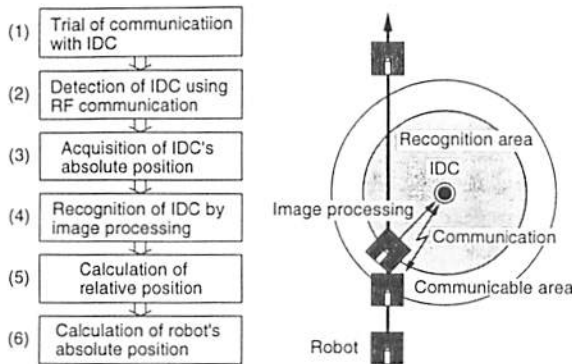 (1) Trial of communicatiion
with IDC
(2) Detection of IDC using
RF communication
(3) Acquisition of IDC's
absolute position
(4) Recognition of IDC by
image processing
(5) Calculation of
relative position
(6) Calculation of robot's
absolute position
Recognition area
IDC
Image processing
Communication
Communicable area
Robot